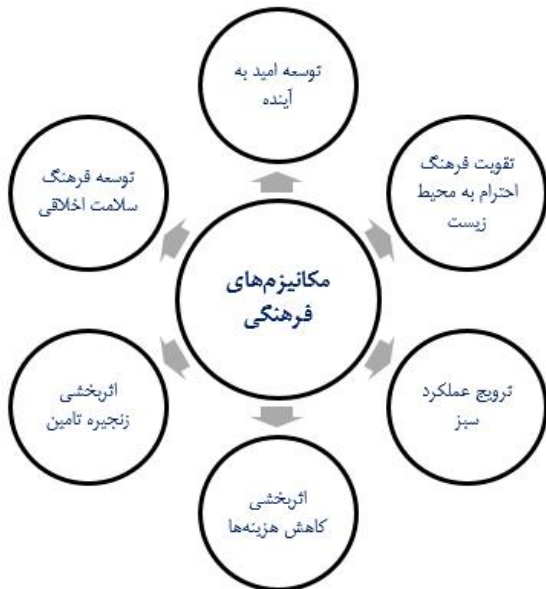 توسعه امید به
آینده
تقویت فرهنگ
احترام به محیط
زیست
توسعه فرهنگ
سلامت اخلاقی
مکانیزم‌های
فرهنگی
ترویج عملکرد
سبز
اثربخشی
زنجیره تامین
اثربخشی
کاهش هزینه‌ها